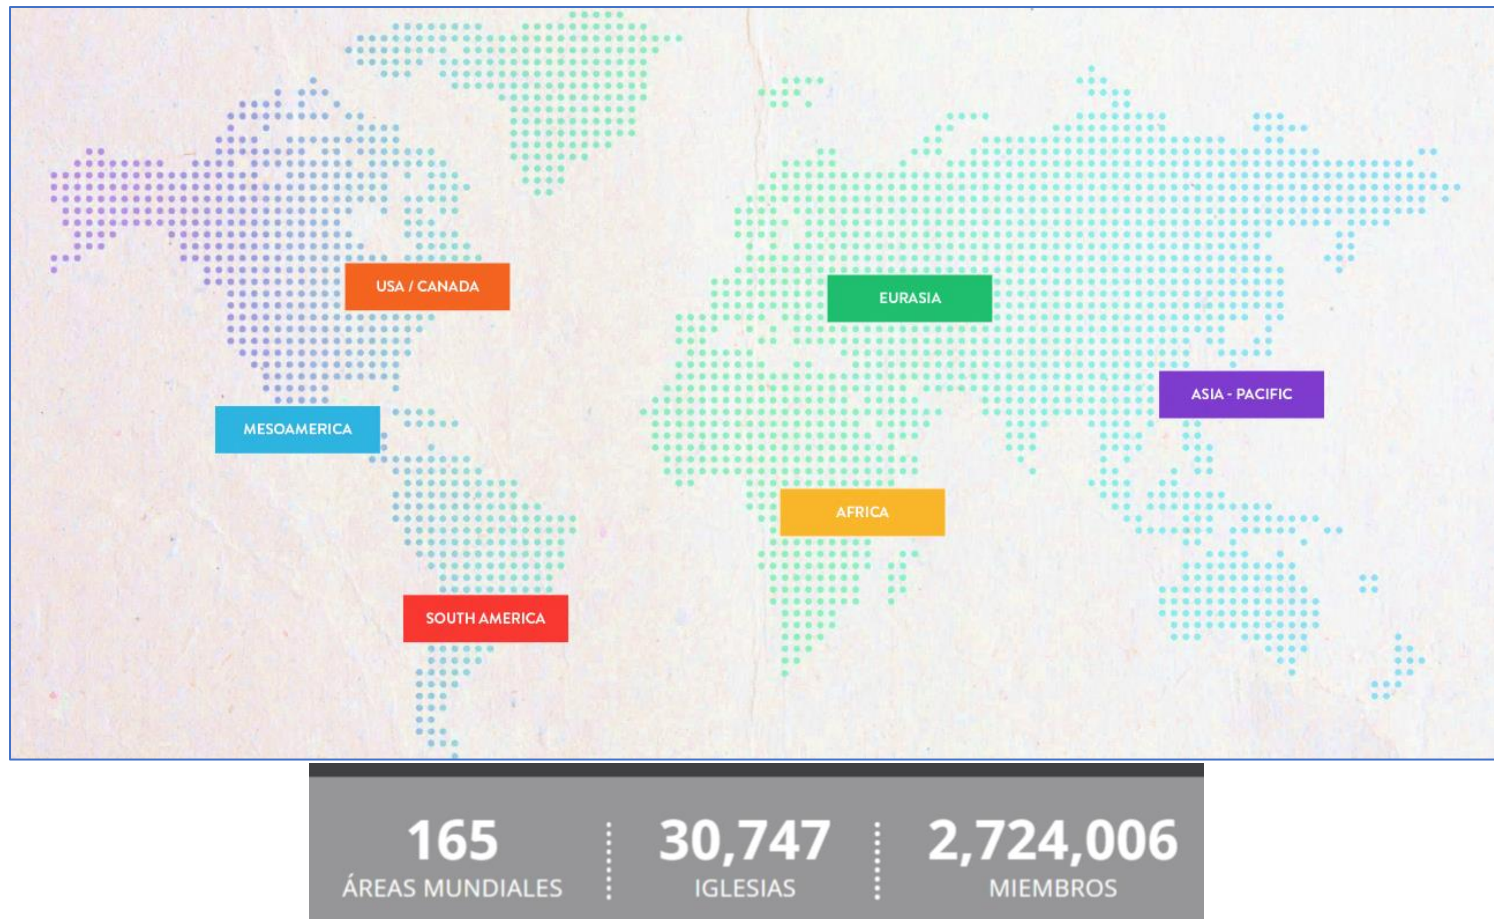 USA / CANADA
EURASIA
ASIA - PACIFIC
MESOAMERICA
AFRICA
SOUTH AMERICA
165
ÁREAS MUNDIALES
30,747
IGLESIAS
2,724,006
MIEMBROS